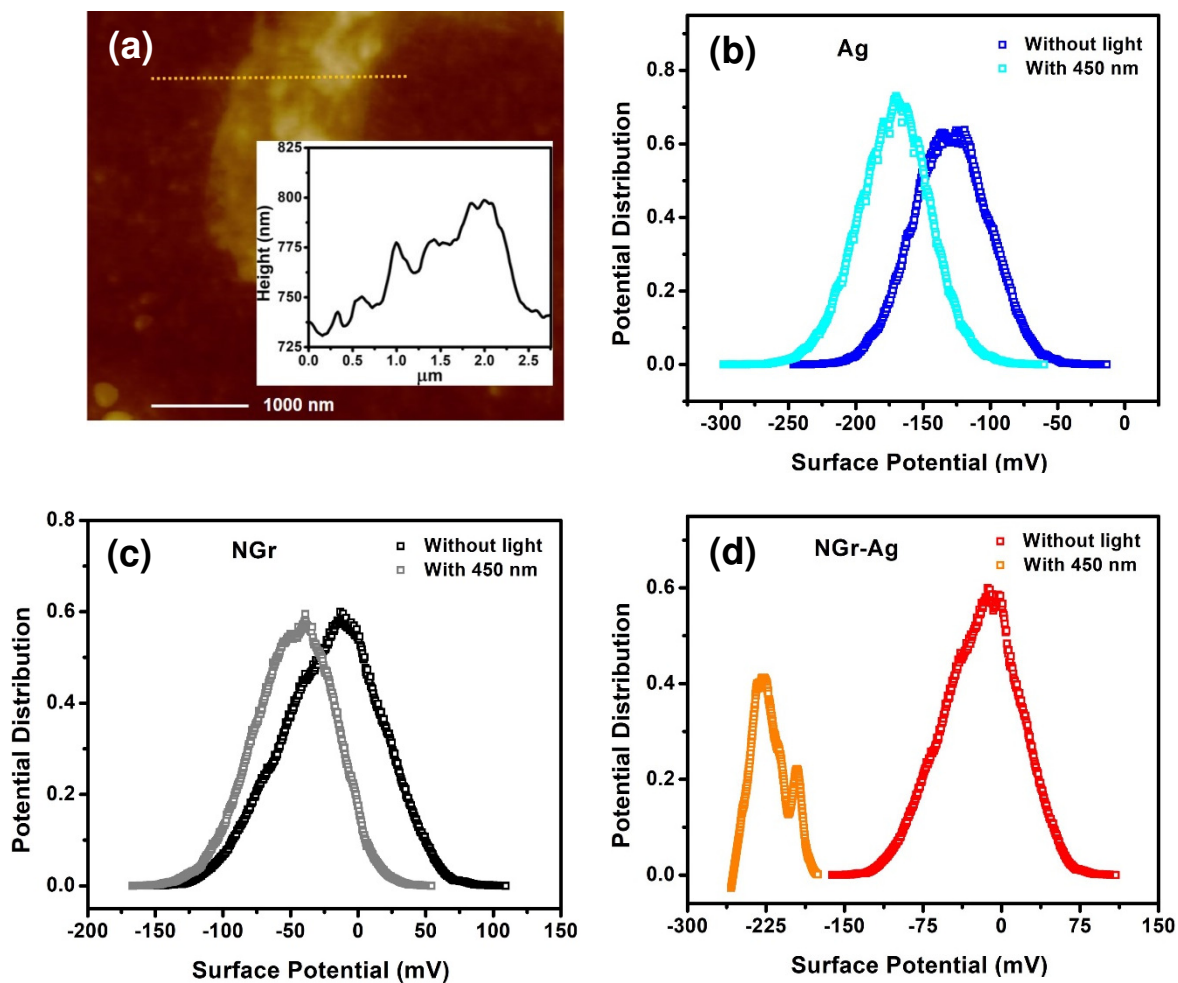 (a)
825
800
775
750
725
Height (nm)
0.0 0.5 1.0 1.5 2.0 2.5
μm
1000 nm
(b)
Ag
Without light
With 450 nm
0.8
0.6
0.4
0.2
0.0
Potential Distribution
-300 -250 -200 -150 -100 -50 0
Surface Potential (mV)
(c)
NGr
Without light
With 450 nm
0.8
0.6
0.4
0.2
0.0
Potential Distribution
-200 -150 -100 -50 0 50 100 150
Surface Potential (mV)
(d)
NGr-Ag
Without light
With 450 nm
0.6
0.4
0.2
0.0
Potential Distribution
-300 -225 -150 -75 0 75 150
Surface Potential (mV)